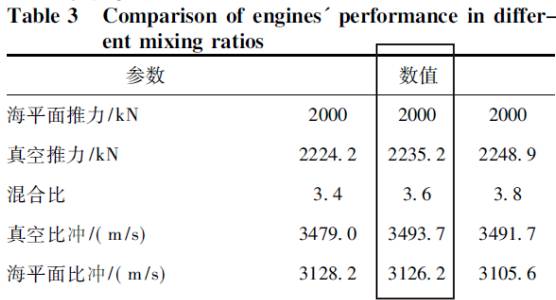 Table 3 Comparison of engines´ performance in differ-
ent mixing ratios
参数 数值
海平面推力/kN 2000 2000 2000
真空推力/kN 2224.2 2235.2 2248.9
混合比 3.4 3.6 3.8
真空比冲/(m/s) 3479.0 3493.7 3491.7
海平面比冲/(m/s) 3128.2 3126.2 3105.6